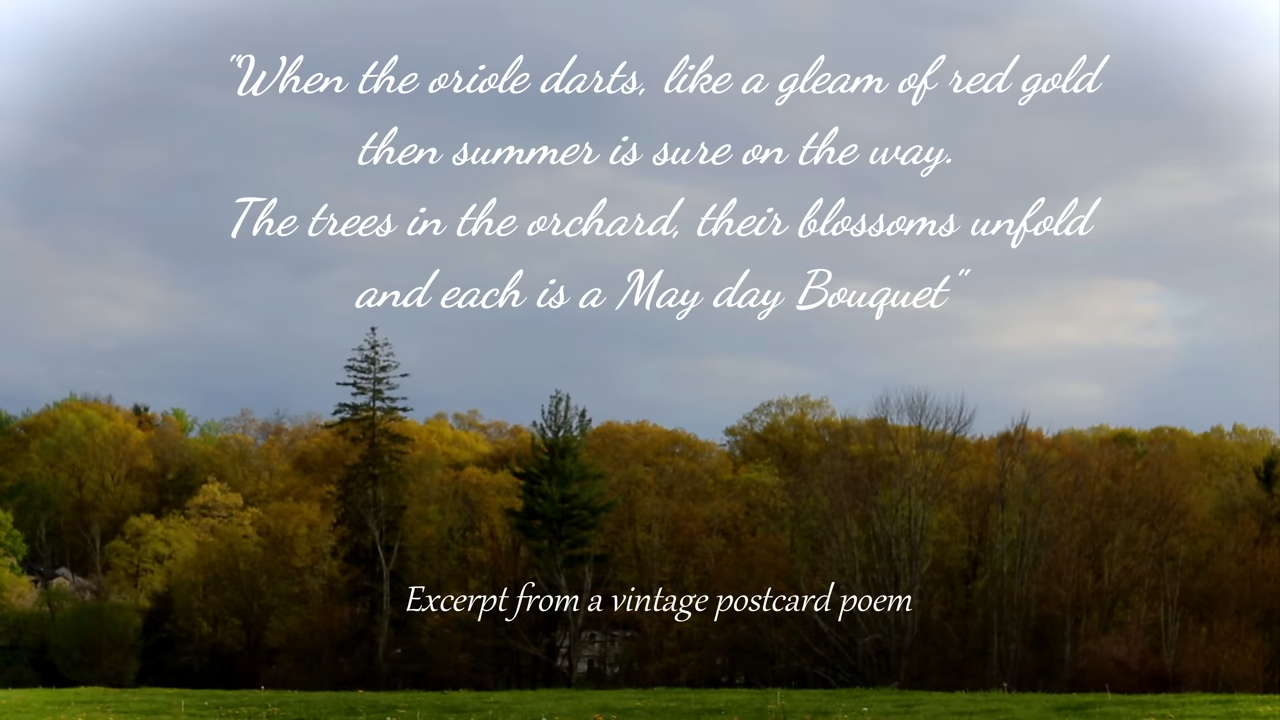 "When the oriole darts, like a gleam of red gold
then summer is sure on the way.
The trees in the orchard, their blossoms unfold
and each is a May day Bouquet"
Excerpt from a vintage postcard poem